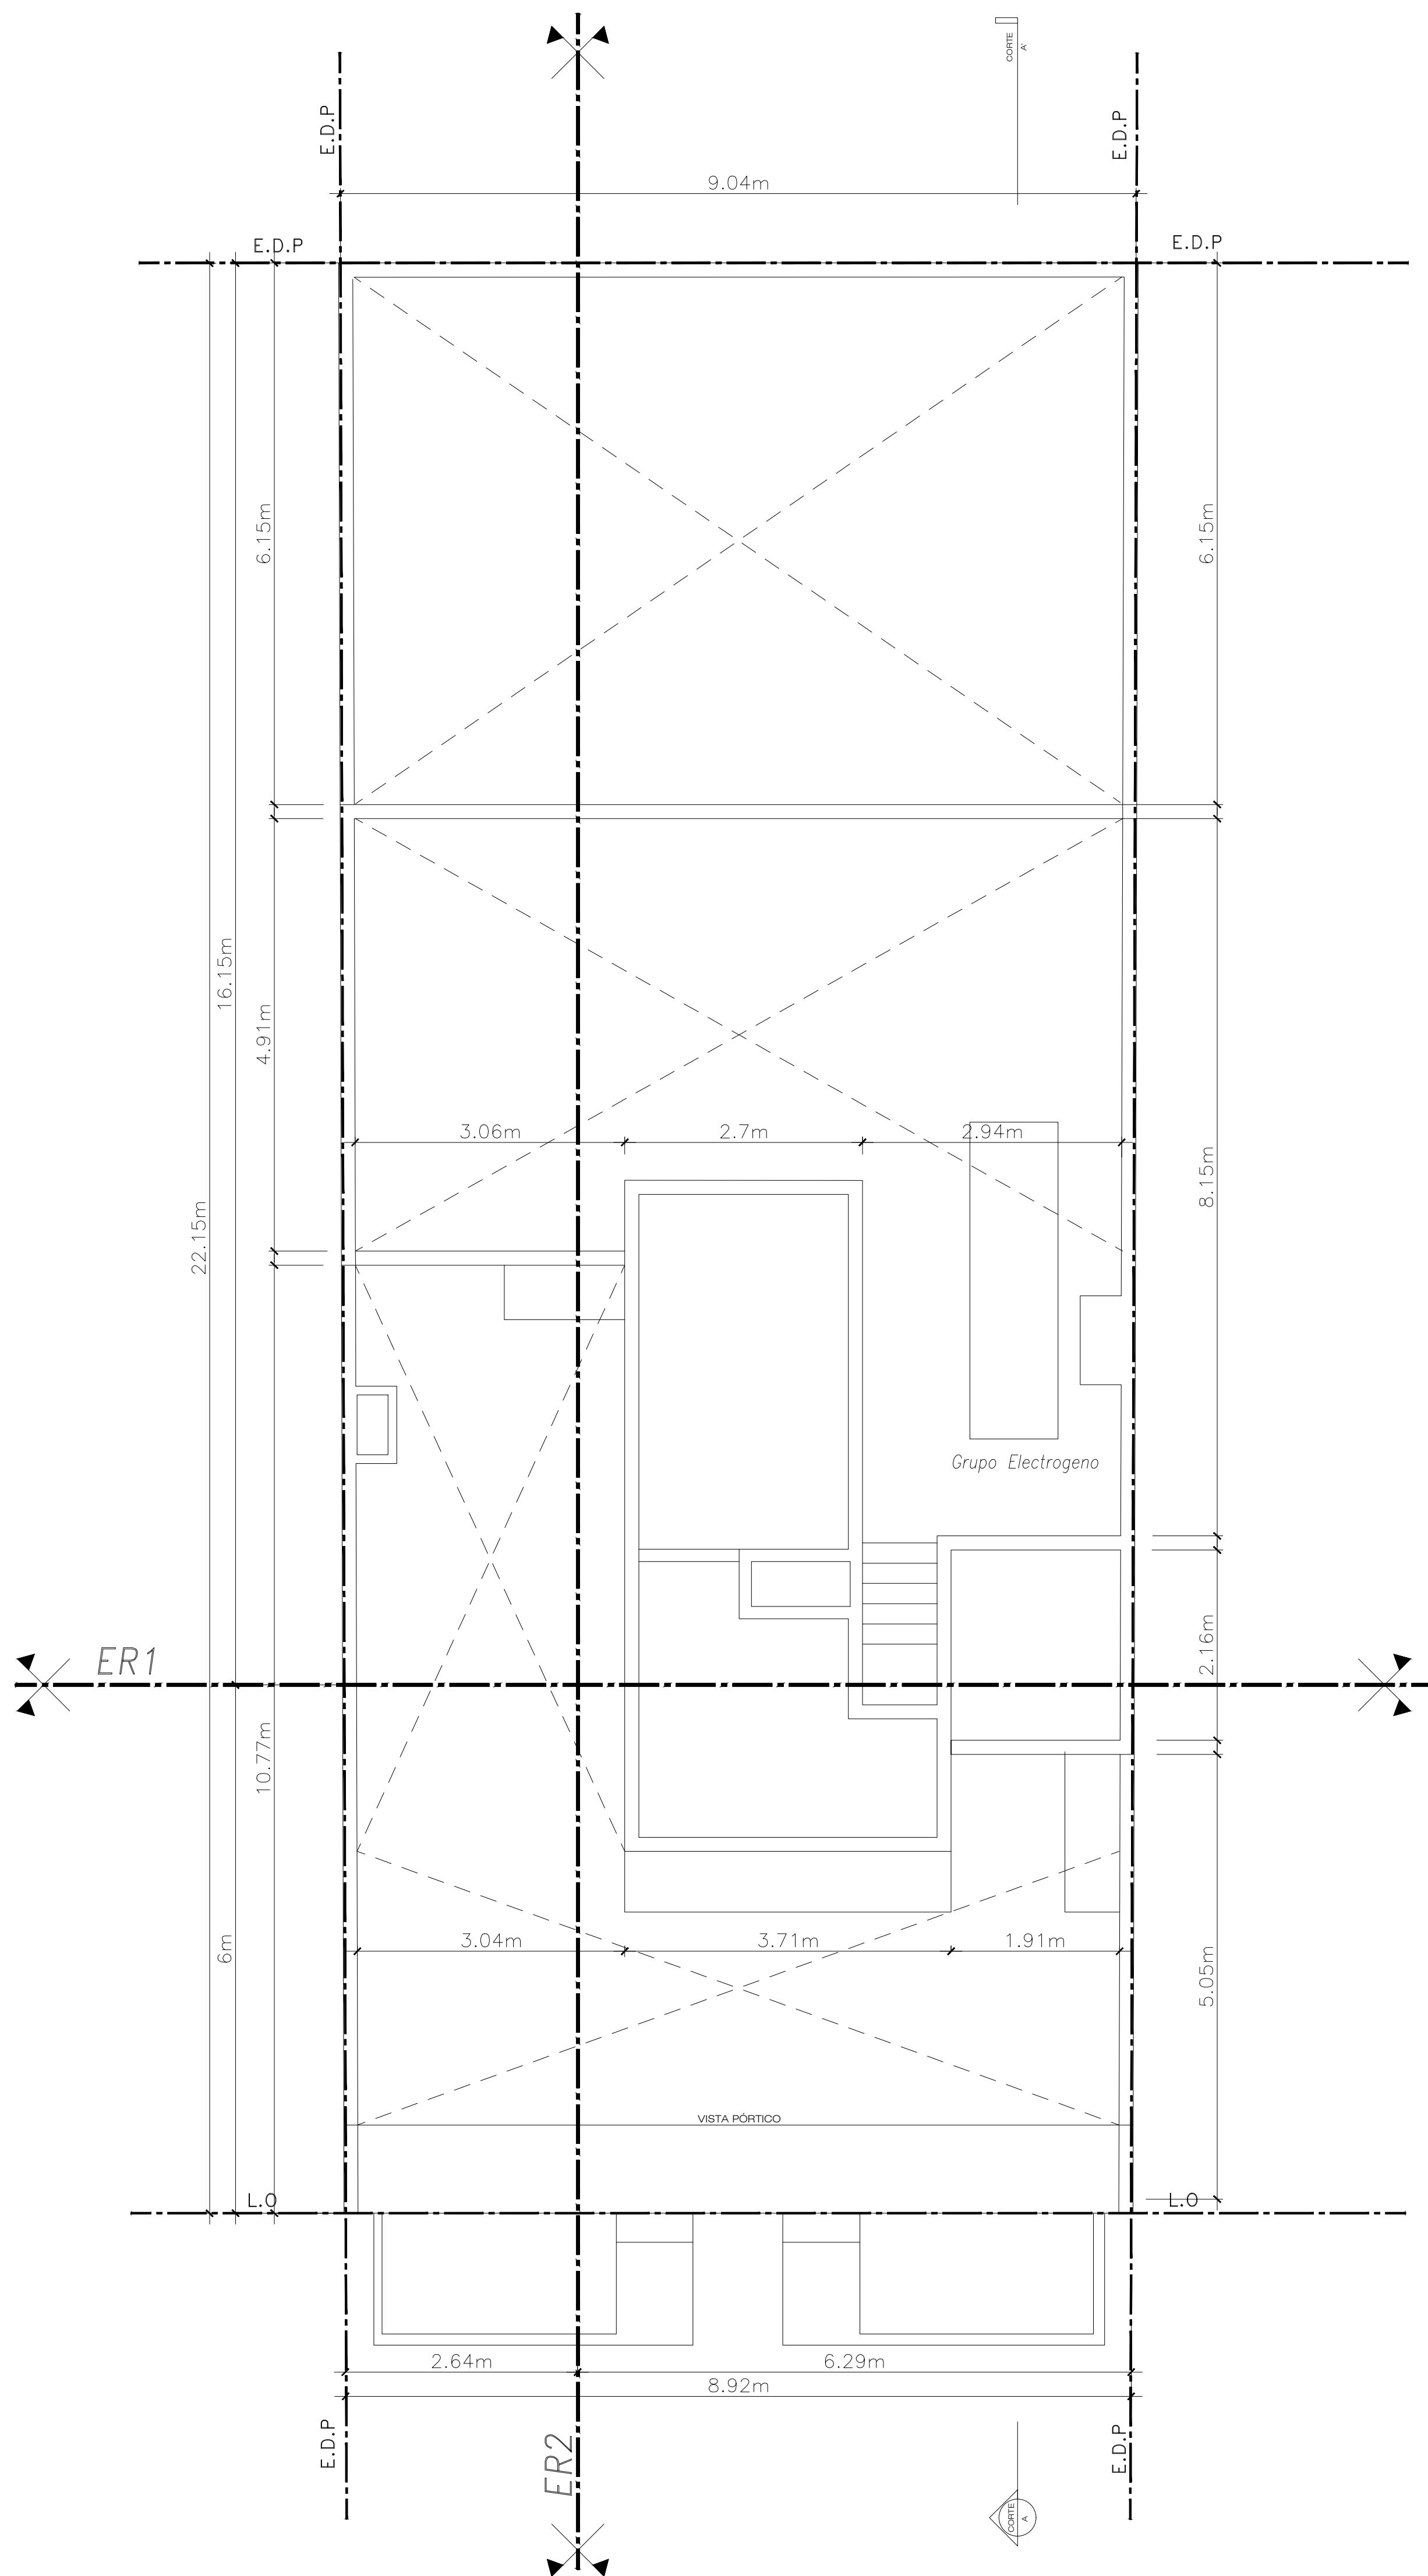 CORTE
A'
E.D.P
E.D.P
9.04m
E.D.P
E.D.P
6.15m
6.15m
16.15m
4.91m
3.06m
2.7m
2.94m
8.15m
22.15m
Grupo Electrogeno
ER1
2.16m
10.77m
6m
3.04m
3.71m
1.91m
5.05m
VISTA PÓRTICO
L.O
L.O
2.64m
6.29m
8.92m
E.D.P
E.D.P
ER2
CORTE
A